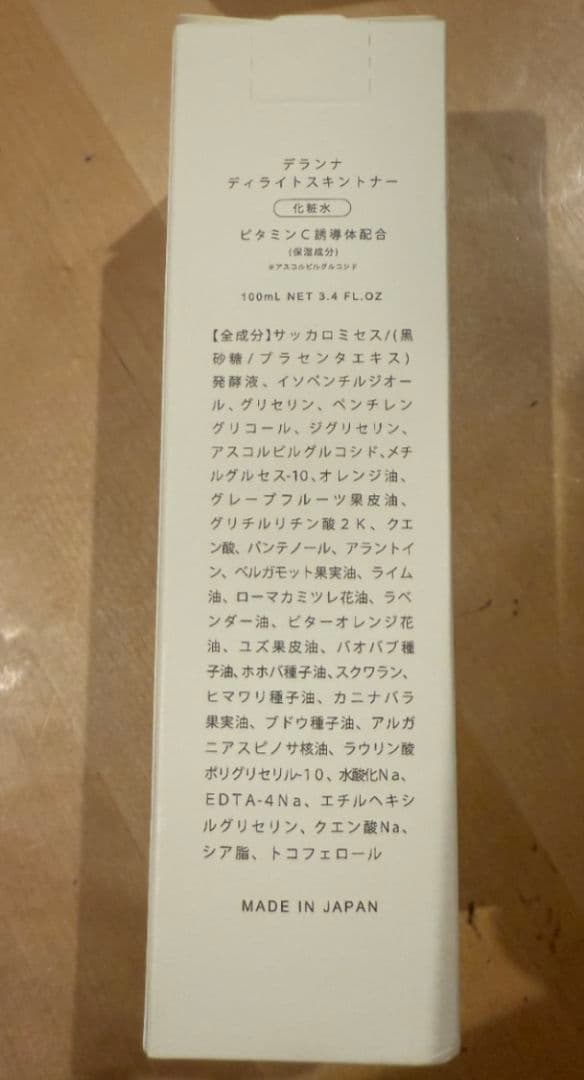 デランナ
ディライトスキントナー
化粧水
ビタミンC誘導体配合
(保湿成分)
※アスコルビルグルコシド
100mL NET 3.4 FL.OZ
【全成分】サッカロミセス/(黒
砂糖/プラセンタエキス)
発酵液、イソペンチルジオー
ル、グリセリン、ペンチレン
グリコール、ジグリセリン、
アスコルビルグルコシド、メチ
ルグルセス-10、オレンジ油、
グレープフルーツ果皮油、
グリチルリチン酸2K、クエ
ン酸、パンテノール、アラントイ
ン、ベルガモット果実油、ライム
油、ローマカミツレ花油、ラベ
ンダー油、ビターオレンジ花
油、ユズ果皮油、バオバブ種
子油、ホホバ種子油、スクワラン、
ヒマワリ種子油、カニナバラ
果実油、ブドウ種子油、アルガ
ニアスピノサ核油、ラウリン酸
ポリグリセリル-10、水酸化Na、
EDTA-4Na、エチルヘキシ
ルグリセリン、クエン酸Na、
シア脂、トコフェロール
MADE IN JAPAN